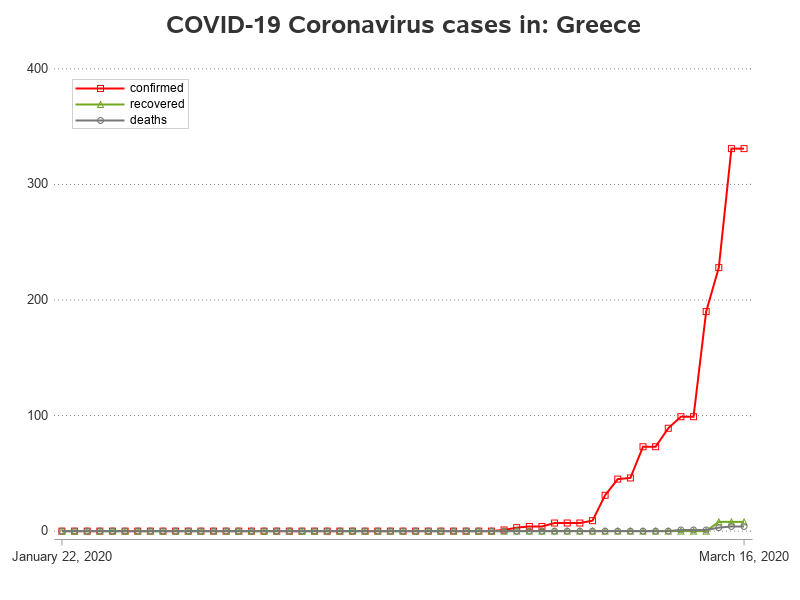 COVID-19 Coronavirus cases in: Greece
400
confirmed
recovered
deaths
300
200
100
0
January 22, 2020
March 16, 2020